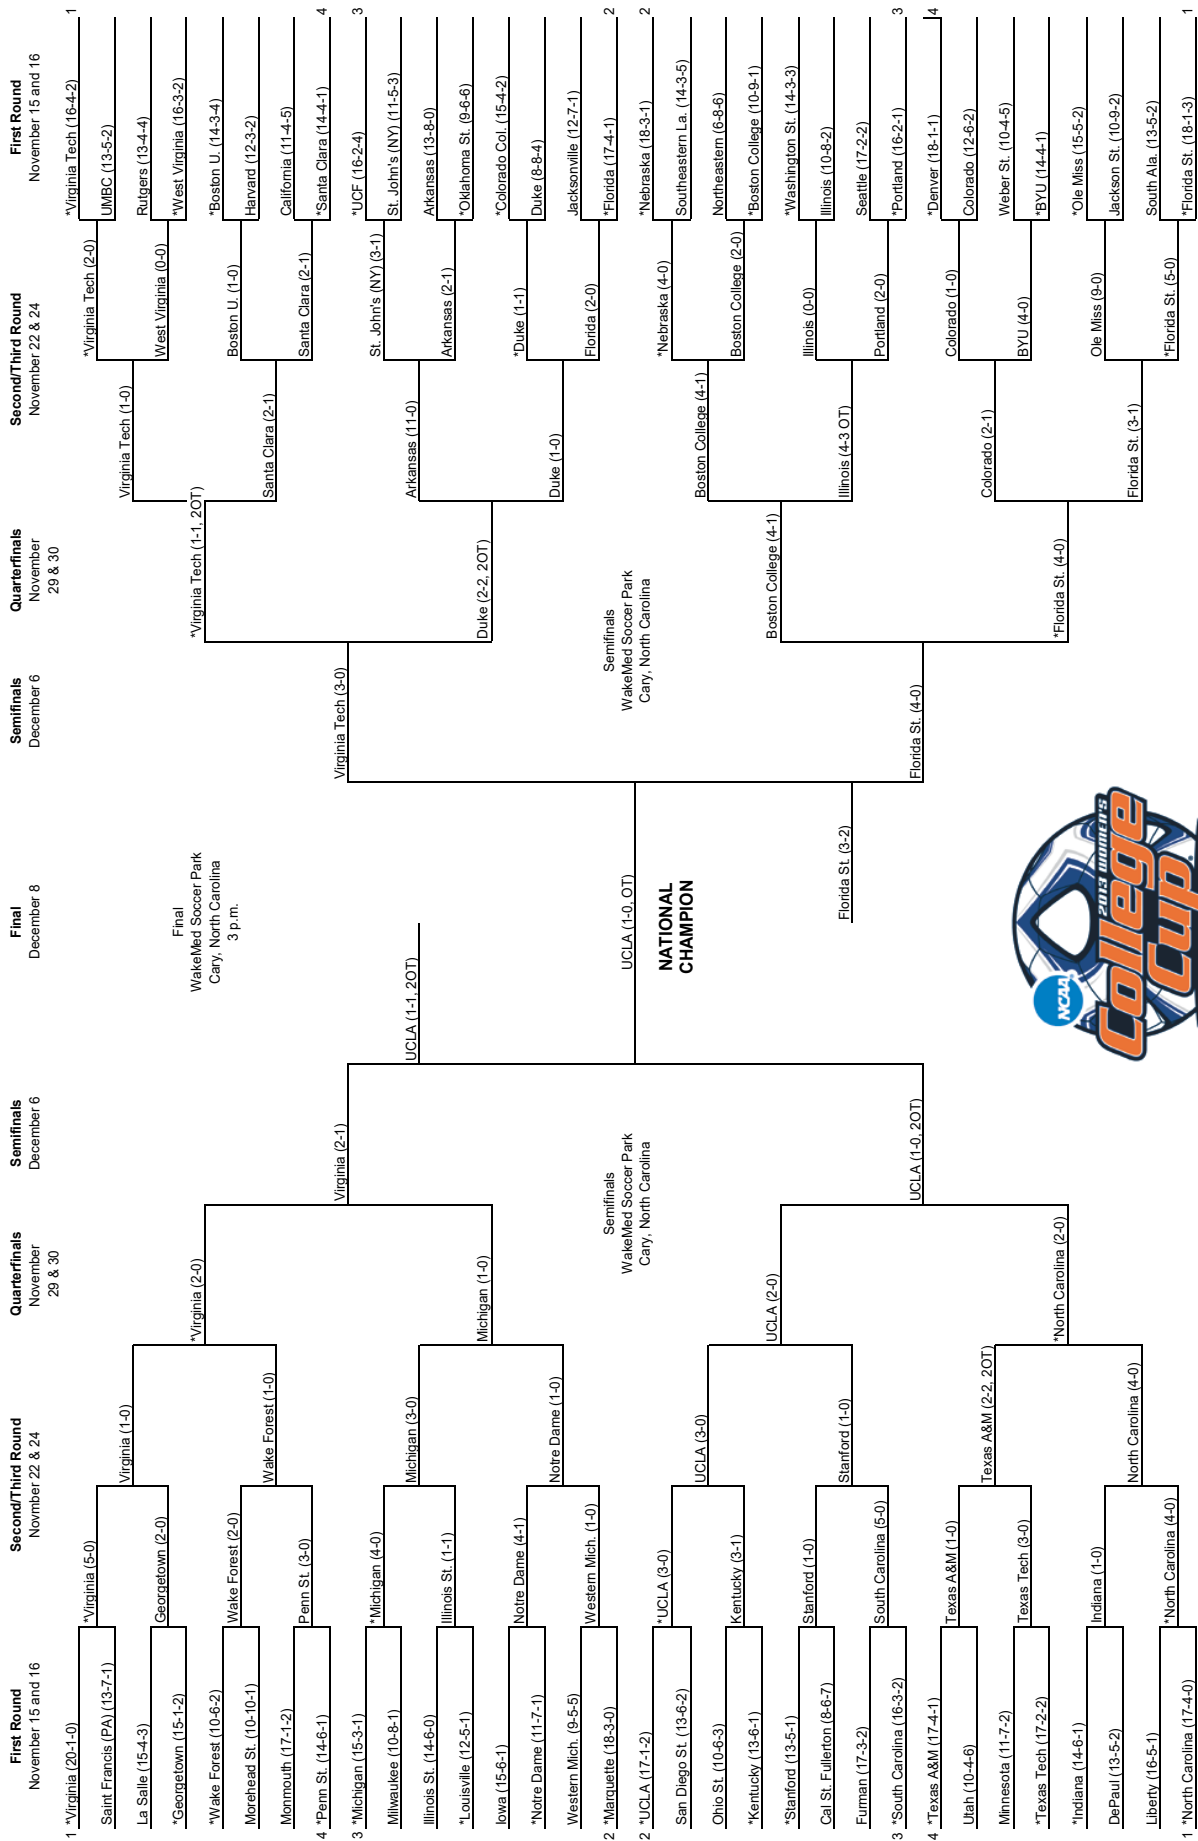 First Round
November 15 and 16
Second/Third Round
Novmber 22 & 24
Quarterfinals
November
29 & 30
Semifinals
December 6
Final
December 8
Semifinals
December 6
Quarterfinals
November
29 & 30
Second/Third Round
November 22 & 24
First Round
November 15 and 16
1 *Virginia (20-1-0)
Saint Francis (PA) (13-7-1)
La Salle (15-4-3)
*Georgetown (15-1-2)
*Wake Forest (10-6-2)
Morehead St. (10-10-1)
Monmouth (17-1-2)
4 *Penn St. (14-6-1)
3 *Michigan (15-3-1)
Milwaukee (10-8-1)
Illinois St. (14-6-0)
*Louisville (12-5-1)
Iowa (15-6-1)
*Notre Dame (11-7-1)
Western Mich. (9-5-5)
2 *Marquette (18-3-0)
2 *UCLA (17-1-2)
San Diego St. (13-6-2)
Ohio St. (10-6-3)
*Kentucky (13-6-1)
*Stanford (13-5-1)
Cal St. Fullerton (8-6-7)
Furman (17-3-2)
3 *South Carolina (16-3-2)
4 *Texas A&M (17-4-1)
Utah (10-4-6)
Minnesota (11-7-2)
*Texas Tech (17-2-2)
*Indiana (14-6-1)
DePaul (13-5-2)
Liberty (16-5-1)
1 *North Carolina (17-4-0)
*Virginia (5-0)
Georgetown (2-0)
Wake Forest (2-0)
Penn St. (3-0)
*Michigan (4-0)
Illinois St. (1-1)
Notre Dame (4-1)
Western Mich. (1-0)
*UCLA (3-0)
Kentucky (3-1)
Stanford (1-0)
South Carolina (5-0)
Texas A&M (1-0)
Texas Tech (3-0)
Indiana (1-0)
*North Carolina (4-0)
Virginia (1-0)
Wake Forest (1-0)
Michigan (3-0)
Notre Dame (1-0)
UCLA (3-0)
Stanford (1-0)
Texas A&M (2-2, 2OT)
North Carolina (4-0)
*Virginia (2-0)
Michigan (1-0)
UCLA (2-0)
*North Carolina (2-0)
Virginia (2-1)
Semifinals
WakeMed Soccer Park
Cary, North Carolina
UCLA (1-0, 2OT)
UCLA (1-1, 2OT)
Final
WakeMed Soccer Park
Cary, North Carolina
3 p.m.
UCLA (1-0, OT)
NATIONAL
CHAMPION
Florida St. (3-2)
NCAA
2013 WOMEN'S
College
Cup
Virginia Tech (3-0)
Semifinals
WakeMed Soccer Park
Cary, North Carolina
Florida St. (4-0)
*Virginia Tech (1-1, 2OT)
Duke (2-2, 2OT)
Boston College (4-1)
*Florida St. (4-0)
Virginia Tech (1-0)
Santa Clara (2-1)
Arkansas (11-0)
Duke (1-0)
Boston College (4-1)
Illinois (4-3 OT)
Colorado (2-1)
Florida St. (3-1)
*Virginia Tech (2-0)
West Virginia (0-0)
Boston U. (1-0)
Santa Clara (2-1)
St. John's (NY) (3-1)
Arkansas (2-1)
*Duke (1-1)
Florida (2-0)
*Nebraska (4-0)
Boston College (2-0)
Illinois (0-0)
Portland (2-0)
Colorado (1-0)
BYU (4-0)
Ole Miss (9-0)
*Florida St. (5-0)
*Virginia Tech (16-4-2) 1
UMBC (13-5-2)
Rutgers (13-4-4)
*West Virginia (16-3-2)
*Boston U. (14-3-4)
Harvard (12-3-2)
California (11-4-5)
*Santa Clara (14-4-1) 4
*UCF (16-2-4) 3
St. John's (NY) (11-5-3)
Arkansas (13-8-0)
*Oklahoma St. (9-6-6)
*Colorado Col. (15-4-2)
Duke (8-8-4)
Jacksonville (12-7-1)
*Florida (17-4-1) 2
*Nebraska (18-3-1) 2
Southeastern La. (14-3-5)
Northeastern (6-8-6)
*Boston College (10-9-1)
*Washington St. (14-3-3)
Illinois (10-8-2)
Seattle (17-2-2)
*Portland (16-2-1) 3
*Denver (18-1-1) 4
Colorado (12-6-2)
Weber St. (10-4-5)
*BYU (14-4-1)
*Ole Miss (15-5-2)
Jackson St. (10-9-2)
South Ala. (13-5-2)
*Florida St. (18-1-3) 1